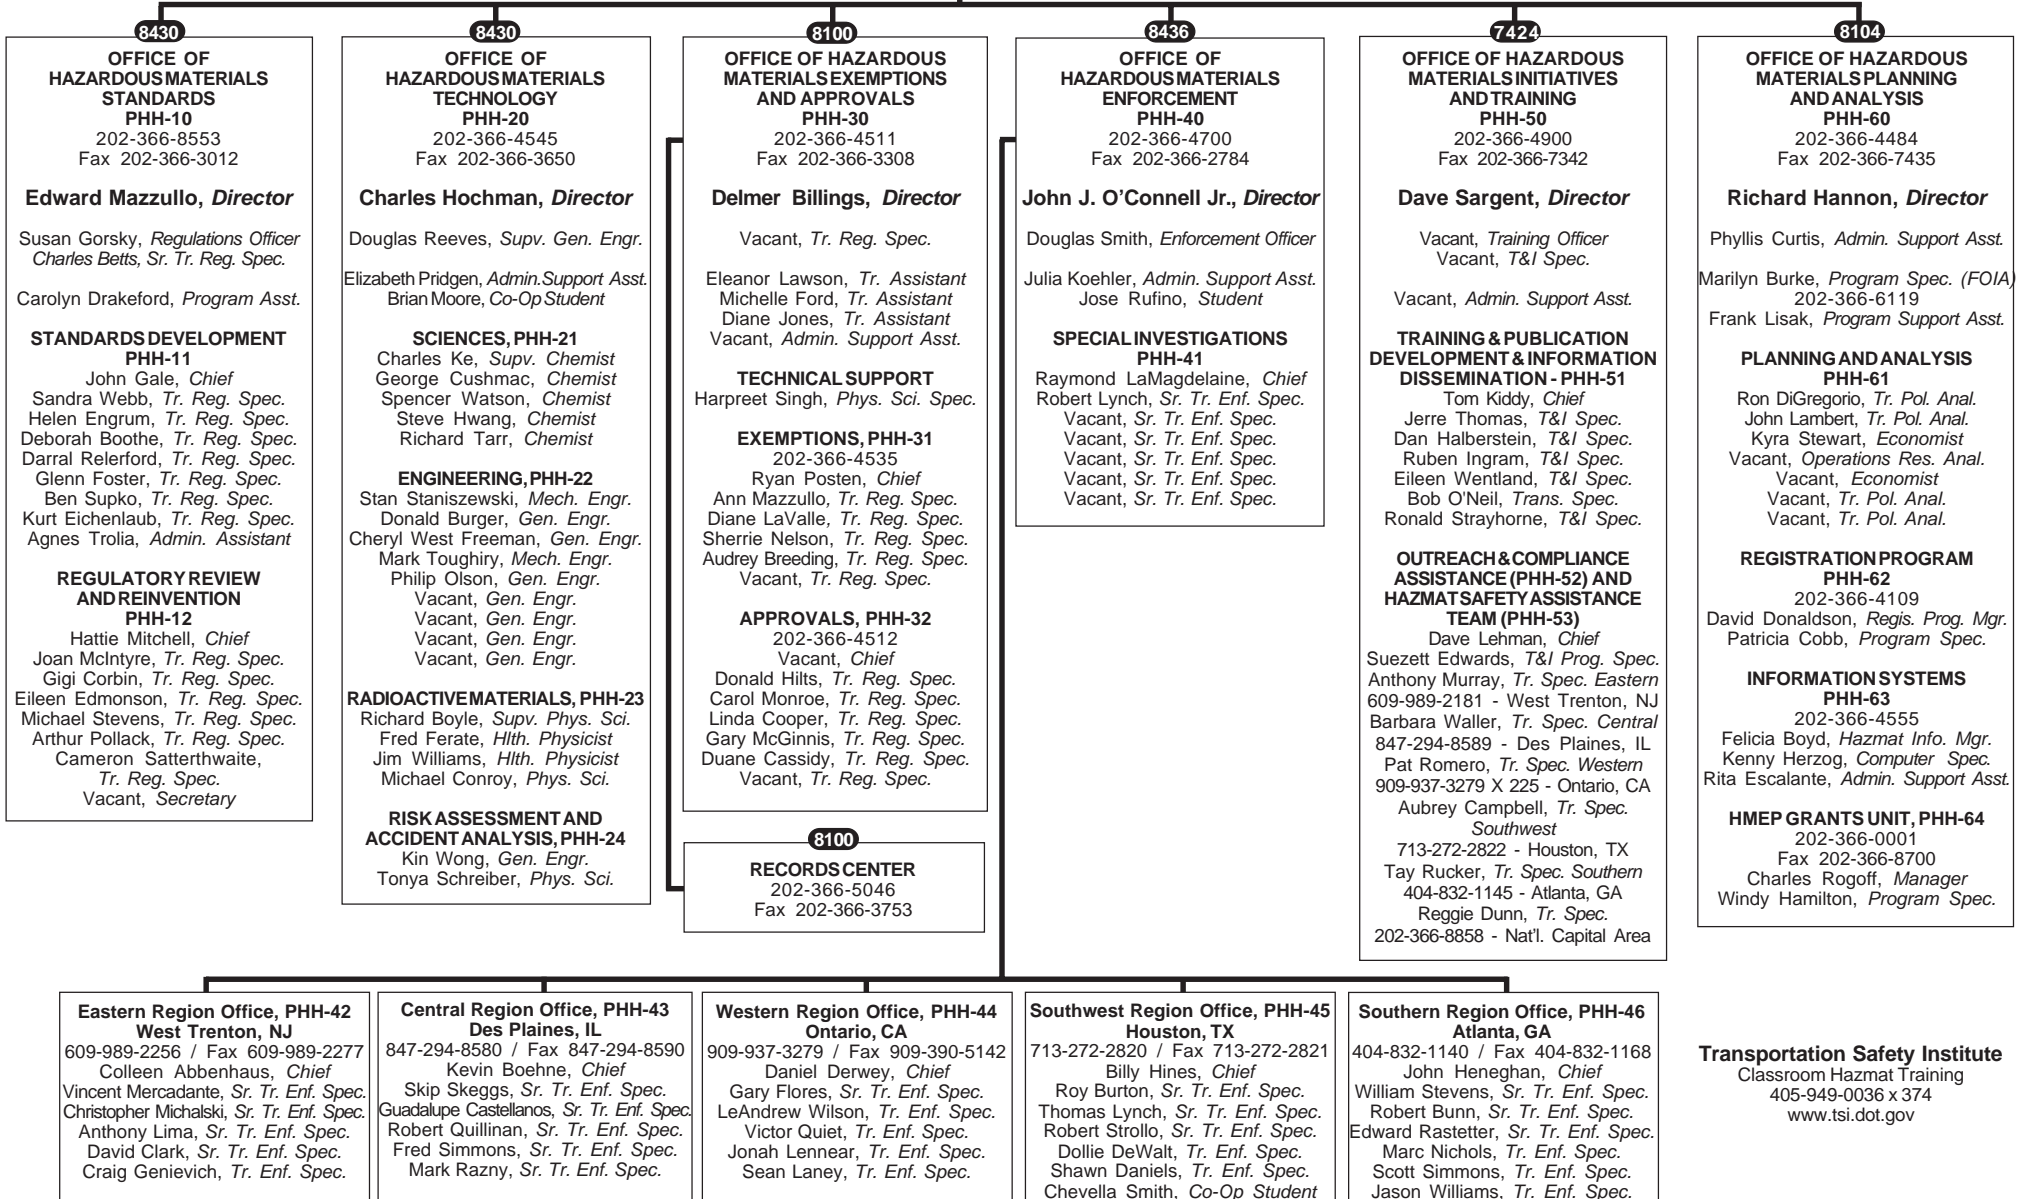 8430
OFFICE OF
HAZARDOUS MATERIALS
STANDARDS
PHH-10
202-366-8553
Fax 202-366-3012
Edward Mazzullo, Director
Susan Gorsky, Regulations Officer
Charles Betts, Sr. Tr. Reg. Spec.
Carolyn Drakeford, Program Asst.
STANDARDS DEVELOPMENT
PHH-11
John Gale, Chief
Sandra Webb, Tr. Reg. Spec.
Helen Engrum, Tr. Reg. Spec.
Deborah Boothe, Tr. Reg. Spec.
Darral Relerford, Tr. Reg. Spec.
Glenn Foster, Tr. Reg. Spec.
Ben Supko, Tr. Reg. Spec.
Kurt Eichenlaub, Tr. Reg. Spec.
Agnes Trolia, Admin. Assistant
REGULATORY REVIEW
AND REINVENTION
PHH-12
Hattie Mitchell, Chief
Joan McIntyre, Tr. Reg. Spec.
Gigi Corbin, Tr. Reg. Spec.
Eileen Edmonson, Tr. Reg. Spec.
Michael Stevens, Tr. Reg. Spec.
Arthur Pollack, Tr. Reg. Spec.
Cameron Satterthwaite,
Tr. Reg. Spec.
Vacant, Secretary
8430
OFFICE OF
HAZARDOUS MATERIALS
TECHNOLOGY
PHH-20
202-366-4545
Fax 202-366-3650
Charles Hochman, Director
Douglas Reeves, Supv. Gen. Engr.
Elizabeth Pridgen, Admin. Support Asst.
Brian Moore, Co-Op Student
SCIENCES, PHH-21
Charles Ke, Supv. Chemist
George Cushmac, Chemist
Spencer Watson, Chemist
Steve Hwang, Chemist
Richard Tarr, Chemist
ENGINEERING, PHH-22
Stan Staniszewski, Mech. Engr.
Donald Burger, Gen. Engr.
Cheryl West Freeman, Gen. Engr.
Mark Toughiry, Mech. Engr.
Philip Olson, Gen. Engr.
Vacant, Gen. Engr.
Vacant, Gen. Engr.
Vacant, Gen. Engr.
Vacant, Gen. Engr.
RADIOACTIVE MATERIALS, PHH-23
Richard Boyle, Supv. Phys. Sci.
Fred Ferate, Hlth. Physicist
Jim Williams, Hlth. Physicist
Michael Conroy, Phys. Sci.
RISK ASSESSMENT AND
ACCIDENT ANALYSIS, PHH-24
Kin Wong, Gen. Engr.
Tonya Schreiber, Phys. Sci.
8100
OFFICE OF HAZARDOUS
MATERIALS EXEMPTIONS
AND APPROVALS
PHH-30
202-366-4511
Fax 202-366-3308
Delmer Billings, Director
Vacant, Tr. Reg. Spec.
Eleanor Lawson, Tr. Assistant
Michelle Ford, Tr. Assistant
Diane Jones, Tr. Assistant
Vacant, Admin. Support Asst.
TECHNICAL SUPPORT
Harpreet Singh, Phys. Sci. Spec.
EXEMPTIONS, PHH-31
202-366-4535
Ryan Posten, Chief
Ann Mazzullo, Tr. Reg. Spec.
Diane LaValle, Tr. Reg. Spec.
Sherrie Nelson, Tr. Reg. Spec.
Audrey Breeding, Tr. Reg. Spec.
Vacant, Tr. Reg. Spec.
APPROVALS, PHH-32
202-366-4512
Vacant, Chief
Donald Hilts, Tr. Reg. Spec.
Carol Monroe, Tr. Reg. Spec.
Linda Cooper, Tr. Reg. Spec.
Gary McGinnis, Tr. Reg. Spec.
Duane Cassidy, Tr. Reg. Spec.
Vacant, Tr. Reg. Spec.
8100
RECORDS CENTER
202-366-5046
Fax 202-366-3753
8436
OFFICE OF
HAZARDOUS MATERIALS
ENFORCEMENT
PHH-40
202-366-4700
Fax 202-366-2784
John J. O'Connell Jr., Director
Douglas Smith, Enforcement Officer
Julia Koehler, Admin. Support Asst.
Jose Rufino, Student
SPECIAL INVESTIGATIONS
PHH-41
Raymond LaMagdelaine, Chief
Robert Lynch, Sr. Tr. Enf. Spec.
Vacant, Sr. Tr. Enf. Spec.
Vacant, Sr. Tr. Enf. Spec.
Vacant, Sr. Tr. Enf. Spec.
Vacant, Sr. Tr. Enf. Spec.
Vacant, Sr. Tr. Enf. Spec.
7424
OFFICE OF HAZARDOUS
MATERIALS INITIATIVES
AND TRAINING
PHH-50
202-366-4900
Fax 202-366-7342
Dave Sargent, Director
Vacant, Training Officer
Vacant, T&I Spec.
Vacant, Admin. Support Asst.
TRAINING & PUBLICATION
DEVELOPMENT & INFORMATION
DISSEMINATION - PHH-51
Tom Kiddy, Chief
Jerre Thomas, T&I Spec.
Dan Halberstein, T&I Spec.
Ruben Ingram, T&I Spec.
Eileen Wentland, T&I Spec.
Bob O'Neil, Trans. Spec.
Ronald Strayhorne, T&I Spec.
OUTREACH & COMPLIANCE
ASSISTANCE (PHH-52) AND
HAZMAT SAFETY ASSISTANCE
TEAM (PHH-53)
Dave Lehman, Chief
Suezett Edwards, T&I Prog. Spec.
Anthony Murray, Tr. Spec. Eastern
609-989-2181 - West Trenton, NJ
Barbara Waller, Tr. Spec. Central
847-294-8589 - Des Plaines, IL
Pat Romero, Tr. Spec. Western
909-937-3279 X 225 - Ontario, CA
Aubrey Campbell, Tr. Spec.
Southwest
713-272-2822 - Houston, TX
Tay Rucker, Tr. Spec. Southern
404-832-1145 - Atlanta, GA
Reggie Dunn, Tr. Spec.
202-366-8858 - Nat'l. Capital Area
8104
OFFICE OF HAZARDOUS
MATERIALS PLANNING
AND ANALYSIS
PHH-60
202-366-4484
Fax 202-366-7435
Richard Hannon, Director
Phyllis Curtis, Admin. Support Asst.
Marilyn Burke, Program Spec. (FOIA)
202-366-6119
Frank Lisak, Program Support Asst.
PLANNING AND ANALYSIS
PHH-61
Ron DiGregorio, Tr. Pol. Anal.
John Lambert, Tr. Pol. Anal.
Kyra Stewart, Economist
Vacant, Operations Res. Anal.
Vacant, Economist
Vacant, Tr. Pol. Anal.
Vacant, Tr. Pol. Anal.
REGISTRATION PROGRAM
PHH-62
202-366-4109
David Donaldson, Regis. Prog. Mgr.
Patricia Cobb, Program Spec.
INFORMATION SYSTEMS
PHH-63
202-366-4555
Felicia Boyd, Hazmat Info. Mgr.
Kenny Herzog, Computer Spec.
Rita Escalante, Admin. Support Asst.
HMEP GRANTS UNIT, PHH-64
202-366-0001
Fax 202-366-8700
Charles Rogoff, Manager
Windy Hamilton, Program Spec.
Eastern Region Office, PHH-42
West Trenton, NJ
609-989-2256 / Fax 609-989-2277
Colleen Abbenhaus, Chief
Vincent Mercadante, Sr. Tr. Enf. Spec.
Christopher Michalski, Sr. Tr. Enf. Spec.
Anthony Lima, Sr. Tr. Enf. Spec.
David Clark, Sr. Tr. Enf. Spec.
Craig Genievich, Tr. Enf. Spec.
Central Region Office, PHH-43
Des Plaines, IL
847-294-8580 / Fax 847-294-8590
Kevin Boehne, Chief
Skip Skeggs, Sr. Tr. Enf. Spec.
Guadalupe Castellanos, Sr. Tr. Enf. Spec.
Robert Quillinan, Sr. Tr. Enf. Spec.
Fred Simmons, Sr. Tr. Enf. Spec.
Mark Razny, Sr. Tr. Enf. Spec.
Western Region Office, PHH-44
Ontario, CA
909-937-3279 / Fax 909-390-5142
Daniel Derwey, Chief
Gary Flores, Sr. Tr. Enf. Spec.
LeAndrew Wilson, Tr. Enf. Spec.
Victor Quiet, Tr. Enf. Spec.
Jonah Lennear, Tr. Enf. Spec.
Sean Laney, Tr. Enf. Spec.
Southwest Region Office, PHH-45
Houston, TX
713-272-2820 / Fax 713-272-2821
Billy Hines, Chief
Roy Burton, Sr. Tr. Enf. Spec.
Thomas Lynch, Sr. Tr. Enf. Spec.
Robert Strollo, Sr. Tr. Enf. Spec.
Dollie DeWalt, Tr. Enf. Spec.
Shawn Daniels, Tr. Enf. Spec.
Chevella Smith, Co-Op Student
Southern Region Office, PHH-46
Atlanta, GA
404-832-1140 / Fax 404-832-1168
John Heneghan, Chief
William Stevens, Sr. Tr. Enf. Spec.
Robert Bunn, Sr. Tr. Enf. Spec.
Edward Rastetter, Sr. Tr. Enf. Spec.
Marc Nichols, Tr. Enf. Spec.
Scott Simmons, Tr. Enf. Spec.
Jason Williams, Tr. Enf. Spec.
Transportation Safety Institute
Classroom Hazmat Training
405-949-0036 x 374
www.tsi.dot.gov